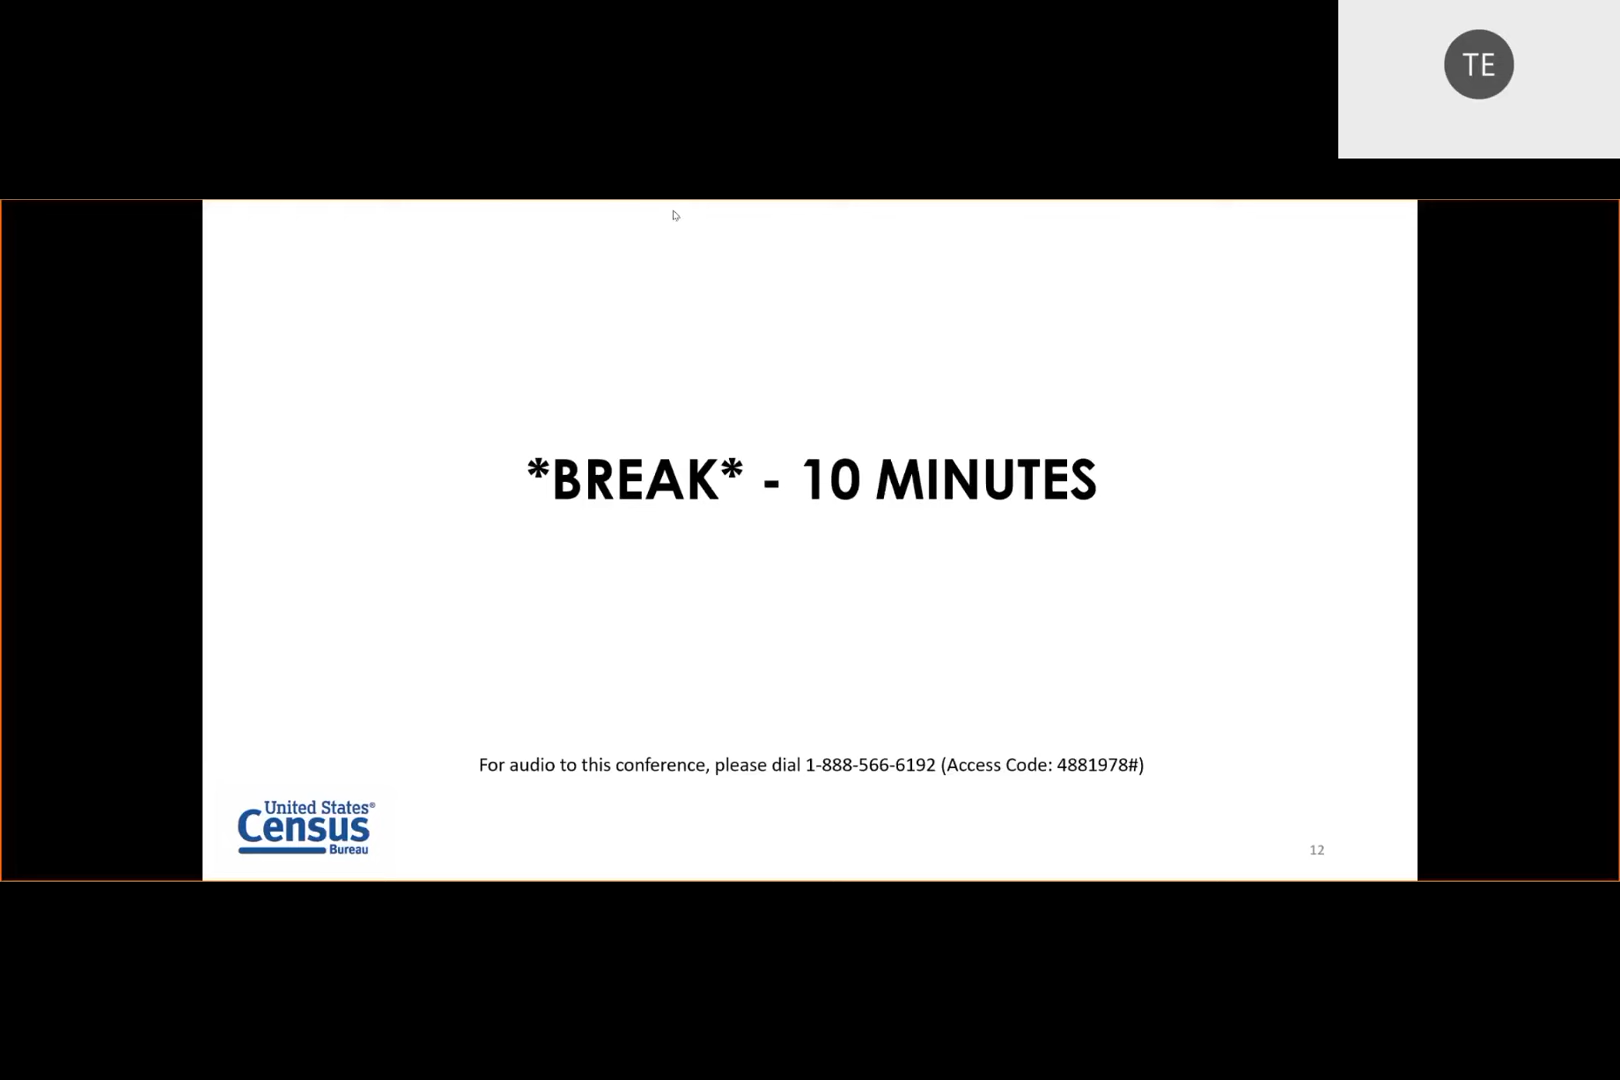 TE
*BREAK* - 10 MINUTES
For audio to this conference, please dial 1-888-566-6192 (Access Code: 4881978#)
United States®
Census
Bureau
12